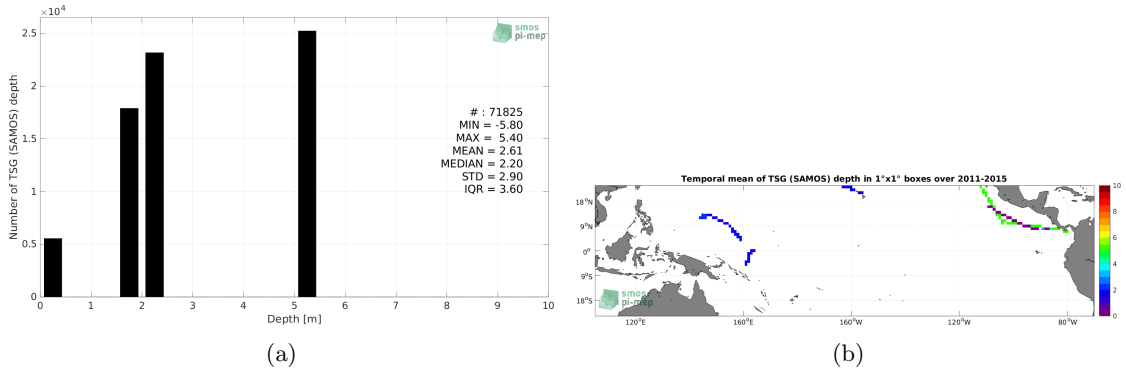 ×10⁴
2.5
2
1.5
1
0.5
0
0 1 2 3 4 5 6 7 8 9 10
Number of TSG (SAMOS) depth
Depth [m]
smos
pi-mep
# : 71825
MIN = -5.80
MAX = 5.40
MEAN = 2.61
MEDIAN = 2.20
STD = 2.90
IQR = 3.60
(a)
Temporal mean of TSG (SAMOS) depth in 1°x1° boxes over 2011-2015
18°N
9°N
0°
9°S
18°S
120°E 160°E 160°W 120°W 80°W
10
8
6
4
2
0
smos
pi-mep
(b)